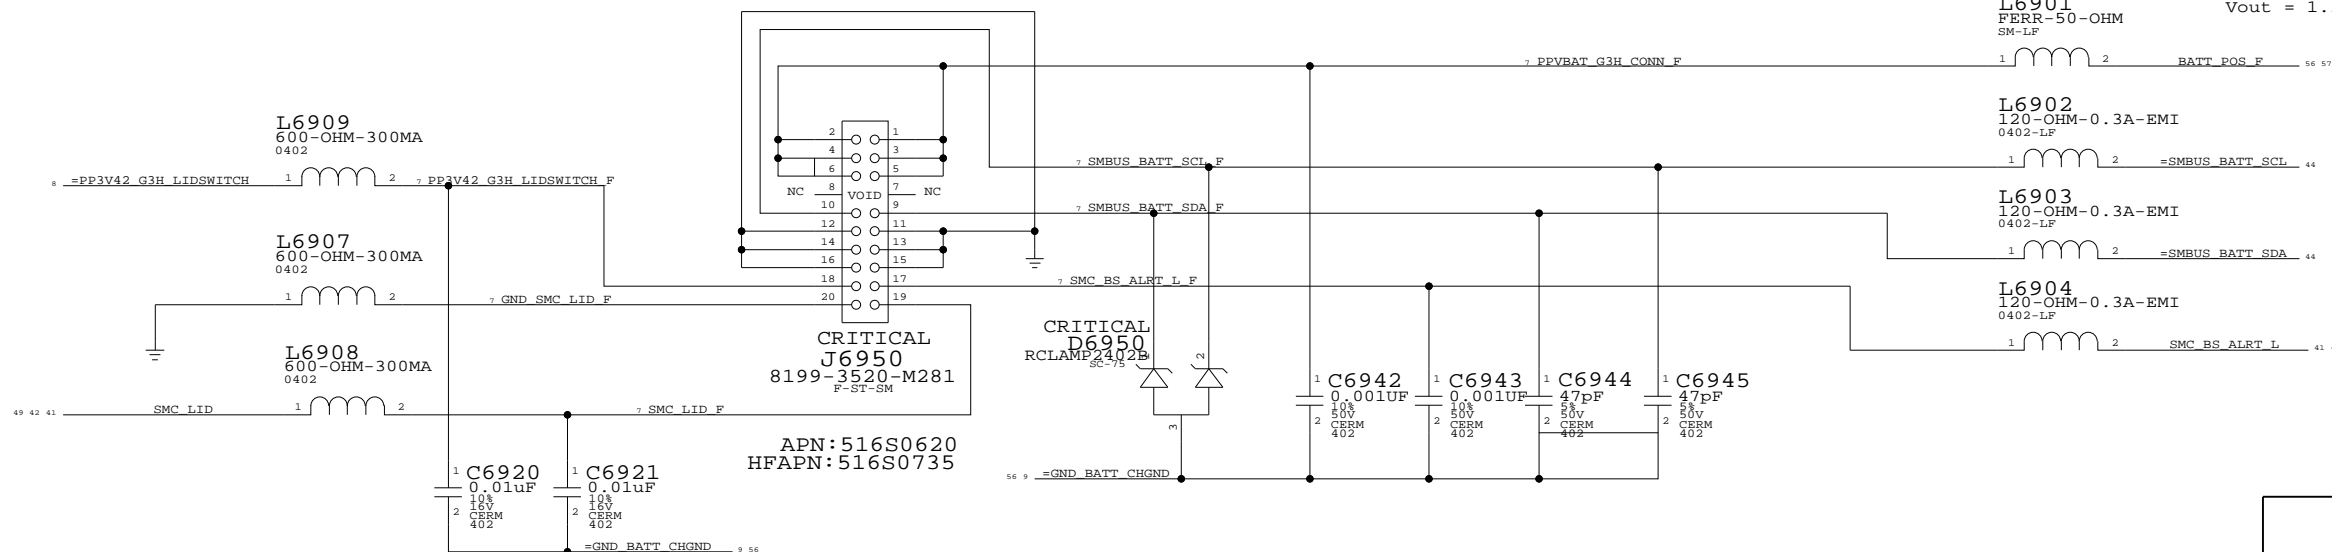 L6901
FERR-50-OHM
SM-LF
Vout = 1.
1
2
7
PPVBAT_G3H_CONN_F
BATT_POS_F
56 57
L6902
120-OHM-0.3A-EMI
0402-LF
7
SMBUS_BATT_SCL_F
1
2
=SMBUS_BATT_SCL
44
L6903
120-OHM-0.3A-EMI
0402-LF
7
SMBUS_BATT_SDA_F
1
2
=SMBUS_BATT_SDA
44
L6904
120-OHM-0.3A-EMI
0402-LF
7
SMC_BS_ALRT_L_F
1
2
SMC_BS_ALRT_L
41
L6909
600-OHM-300MA
0402
8
=PP3V42_G3H_LIDSWITCH
1
2
7
PP3V42_G3H_LIDSWITCH_F
L6907
600-OHM-300MA
0402
1
2
7
GND_SMC_LID_F
L6908
600-OHM-300MA
0402
49 42 41
SMC_LID
1
2
7
SMC_LID_F
2
1
4
3
6
5
NC
8
VOID
7
NC
10
9
12
11
14
13
16
15
18
17
20
19
CRITICAL
J6950
8199-3520-M281
F-ST-SM
APN:516S0620
HFAPN:516S0735
CRITICAL
D6950
RCLAMP2402B
SC-75
2
3
1
C6942
0.001UF
10%
50V
2
CERM
402
1
C6943
0.001UF
10%
50V
2
CERM
402
1
C6944
47pF
5%
50V
2
CERM
402
1
C6945
47pF
5%
50V
2
CERM
402
56 9
=GND_BATT_CHGND
1
C6920
0.01uF
10%
16V
2
CERM
402
1
C6921
0.01uF
10%
16V
2
CERM
402
=GND_BATT_CHGND
9 56